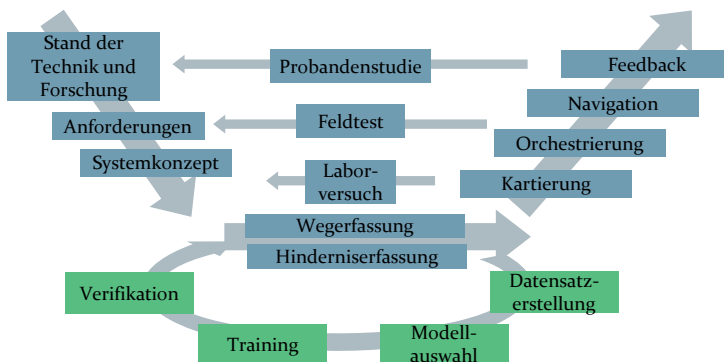 Stand der
Technik und
Forschung
Probandenstudie
Feedback
Navigation
Anforderungen
Feldtest
Orchestrierung
Systemkonzept
Labor-
versuch
Kartierung
Wegerfassung
Hinderniserfassung
Verifikation
Datensatz-
erstellung
Training
Modell-
auswahl